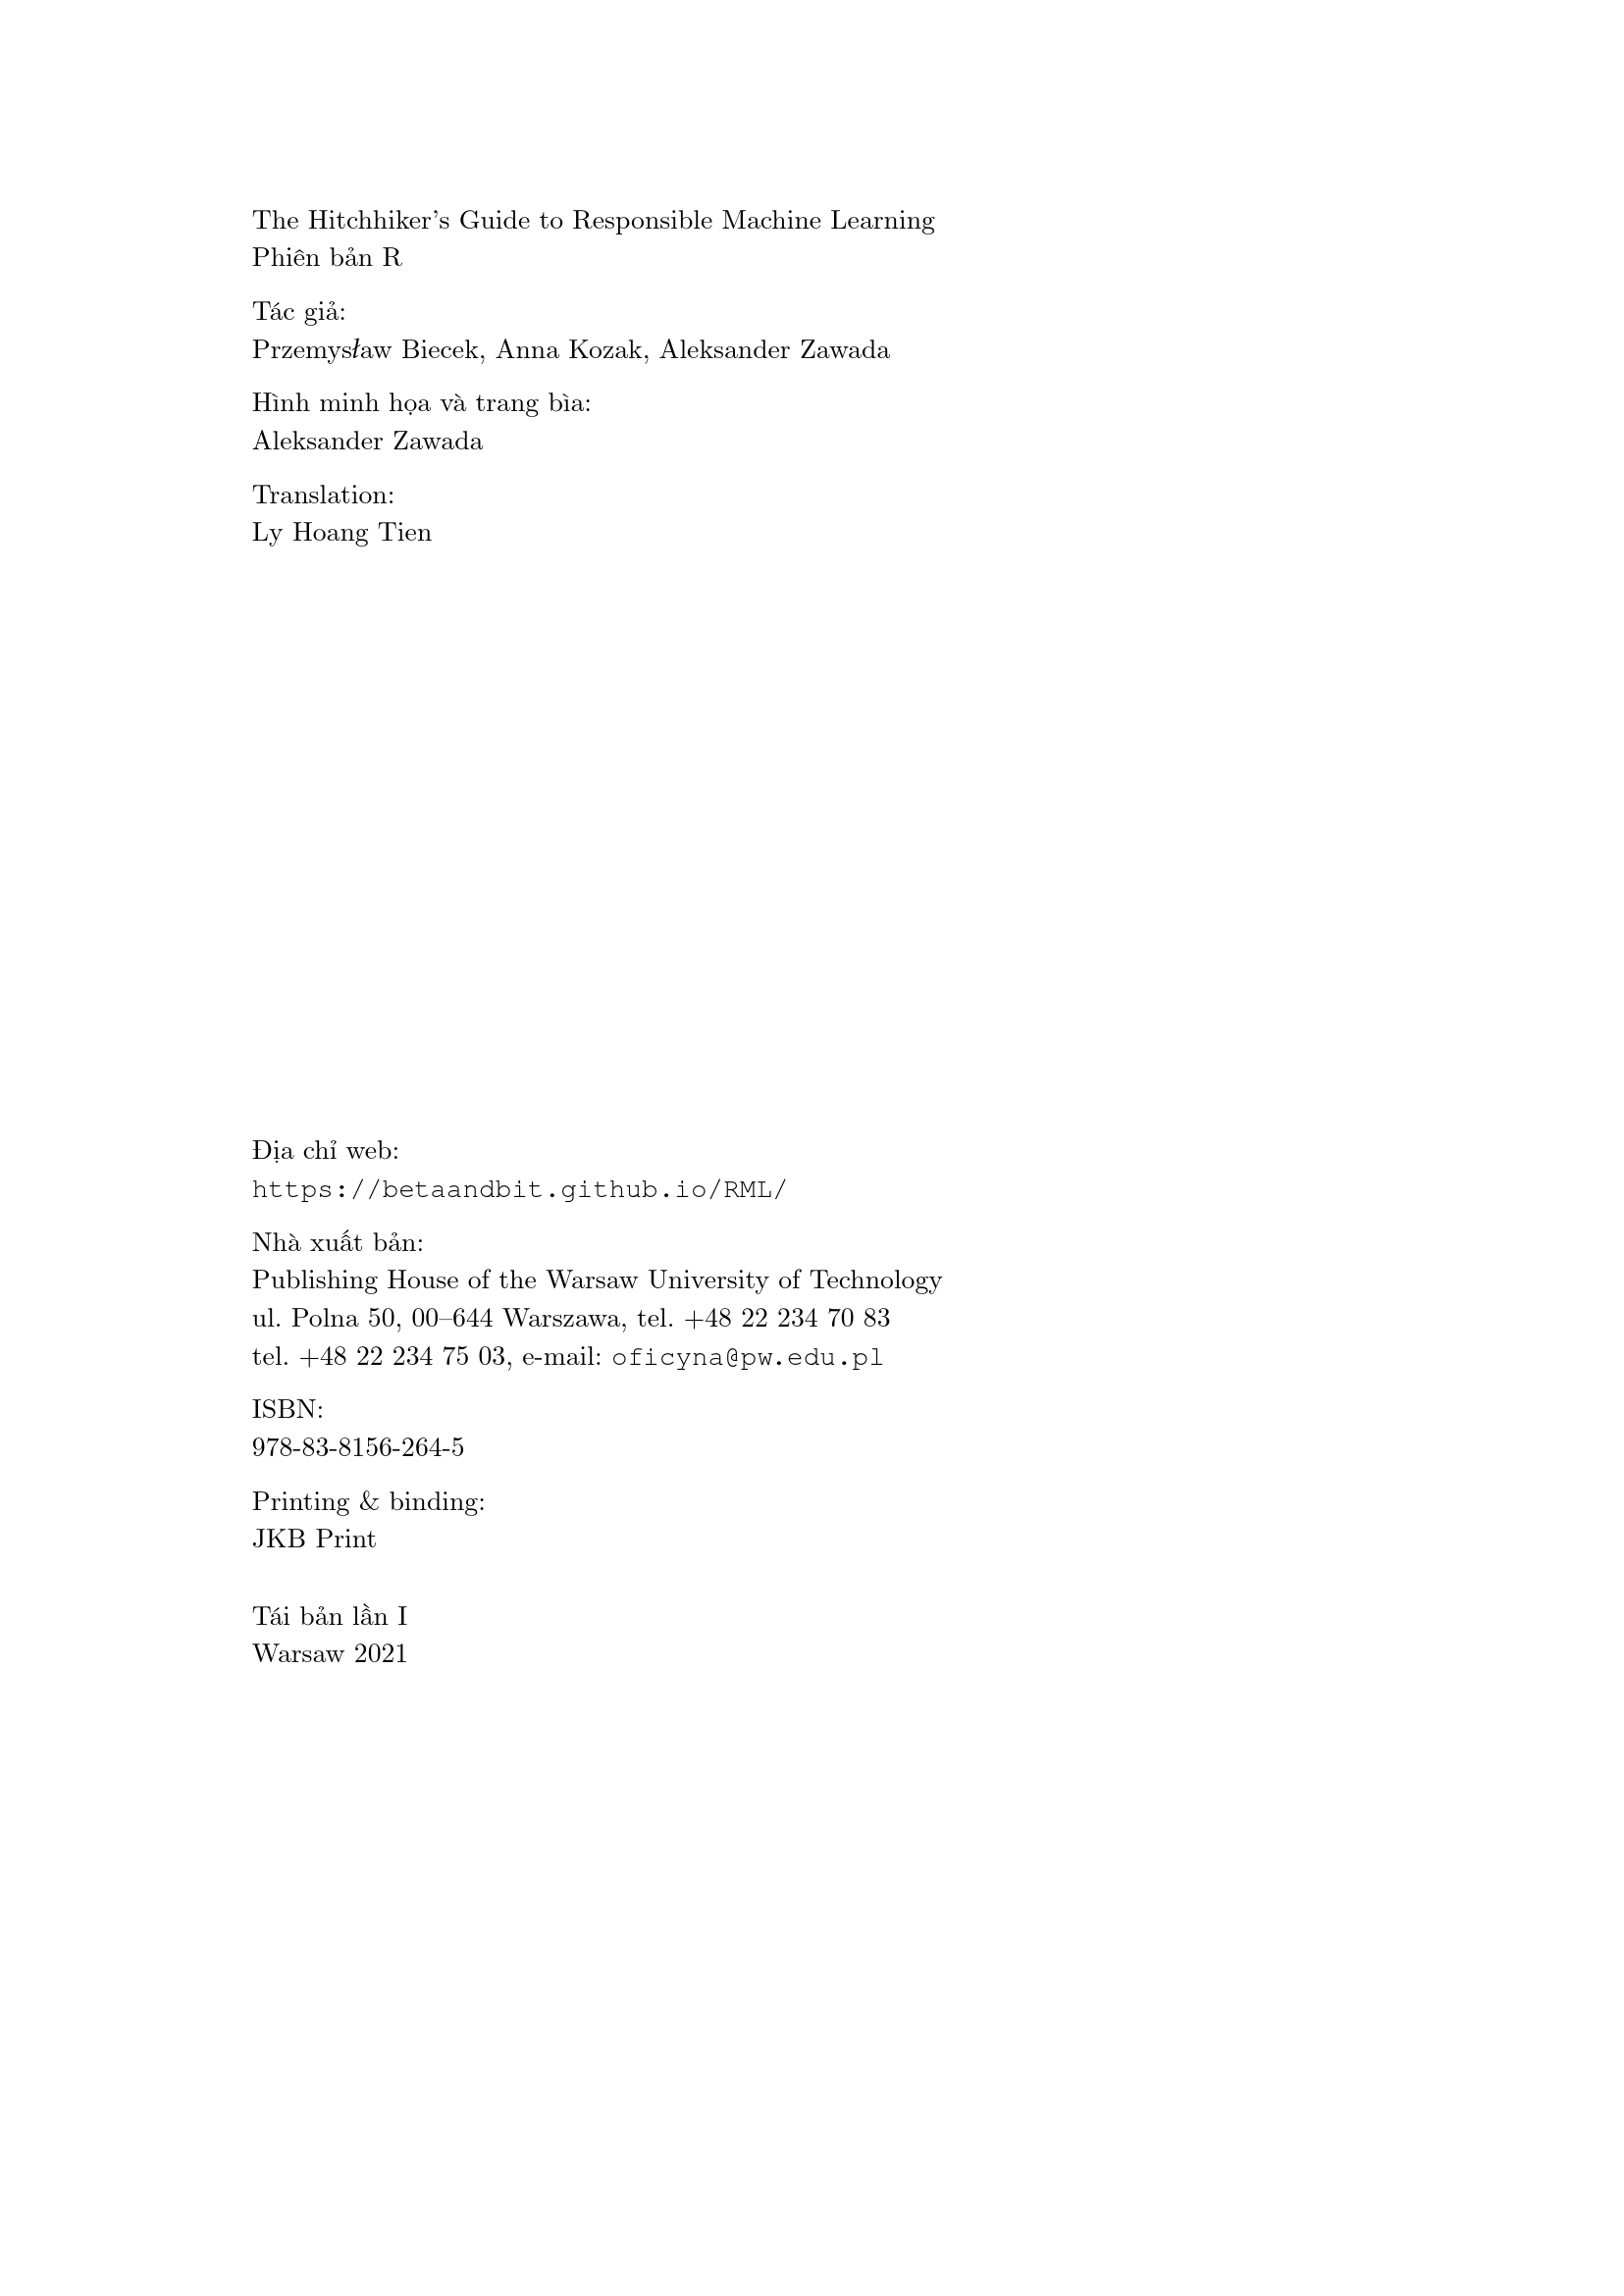 The Hitchhiker’s Guide to Responsible Machine Learning
Phiên bản R
Tác giả:
Przemysław Biecek, Anna Kozak, Aleksander Zawada
Hình minh họa và trang bìa:
Aleksander Zawada
Translation:
Ly Hoang Tien
Địa chỉ web:
https://betaandbit.github.io/RML/
Nhà xuất bản:
Publishing House of the Warsaw University of Technology
ul. Polna 50, 00–644 Warszawa, tel. +48 22 234 70 83
tel. +48 22 234 75 03, e-mail: oficyna@pw.edu.pl
ISBN:
978-83-8156-264-5
Printing & binding:
JKB Print
Tái bản lần I
Warsaw 2021